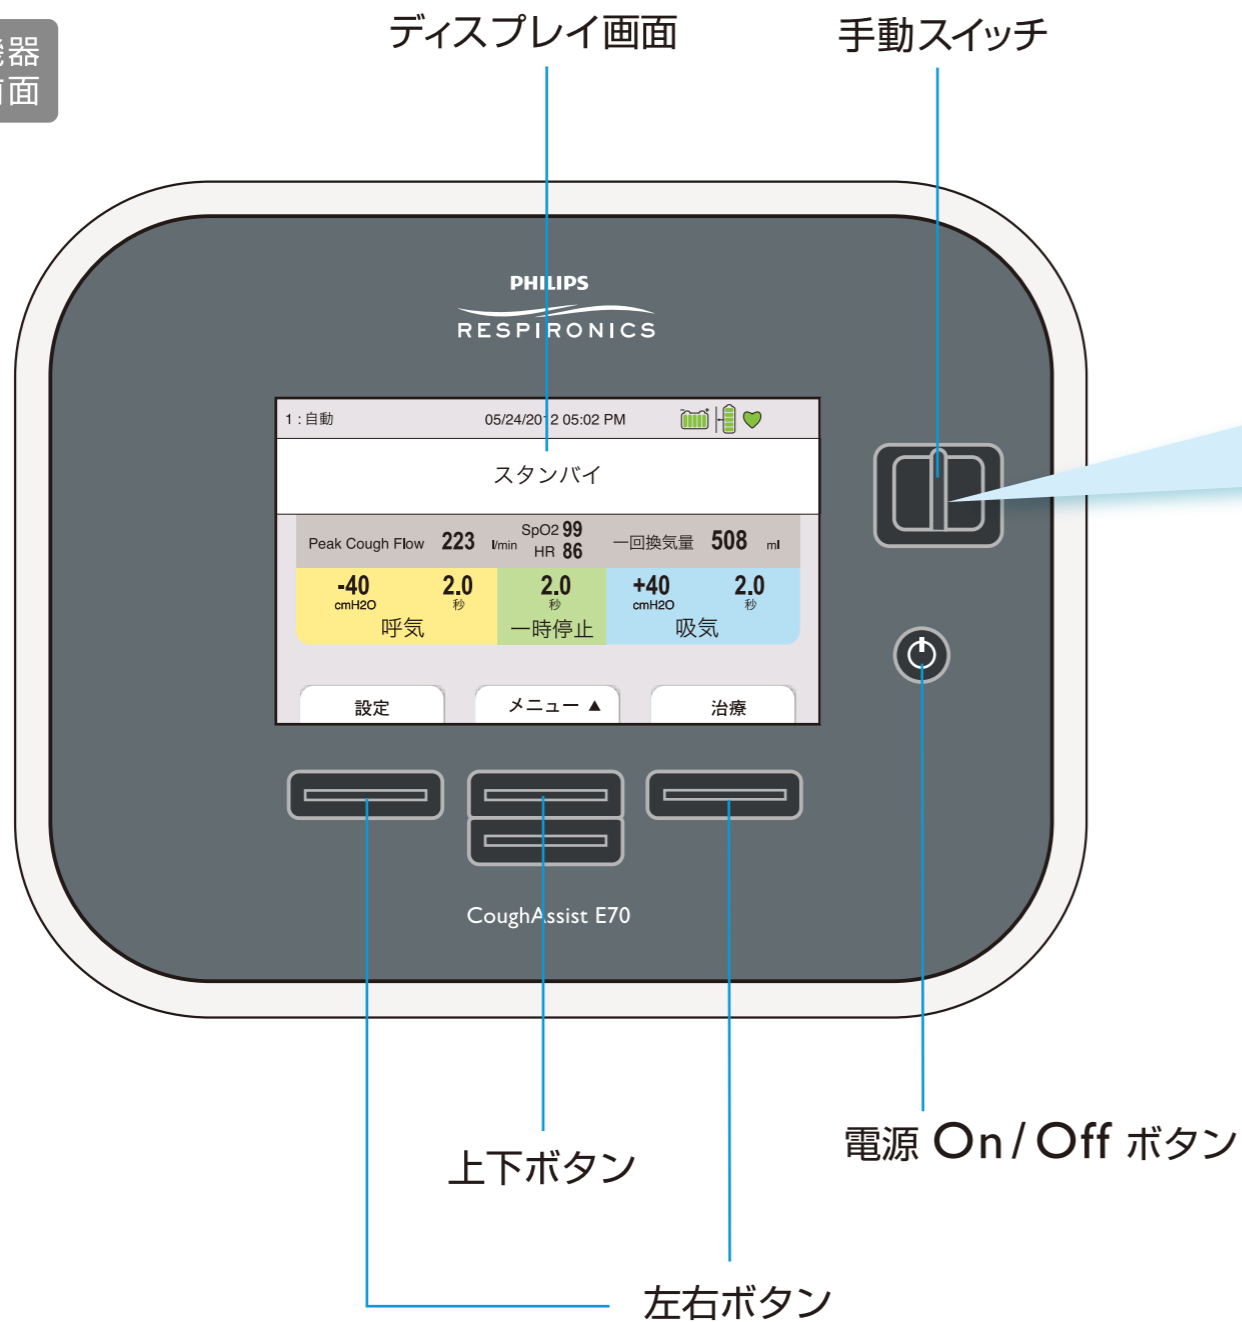 器
面
ディスプレイ画面
手動スイッチ
PHILIPS
RESPIRONICS
1：自動 05/24/2012 05:02 PM
スタンバイ
Peak Cough Flow 223 l/min SpO2 99 HR 86 一回換気量 508 ml
-40 cmH2O 2.0 秒 2.0 秒 +40 cmH2O 2.0 秒
呼気 一時停止 吸気
設定 メニュー ▲ 治療
CoughAssist E70
電源 On/Off ボタン
上下ボタン
左右ボタン